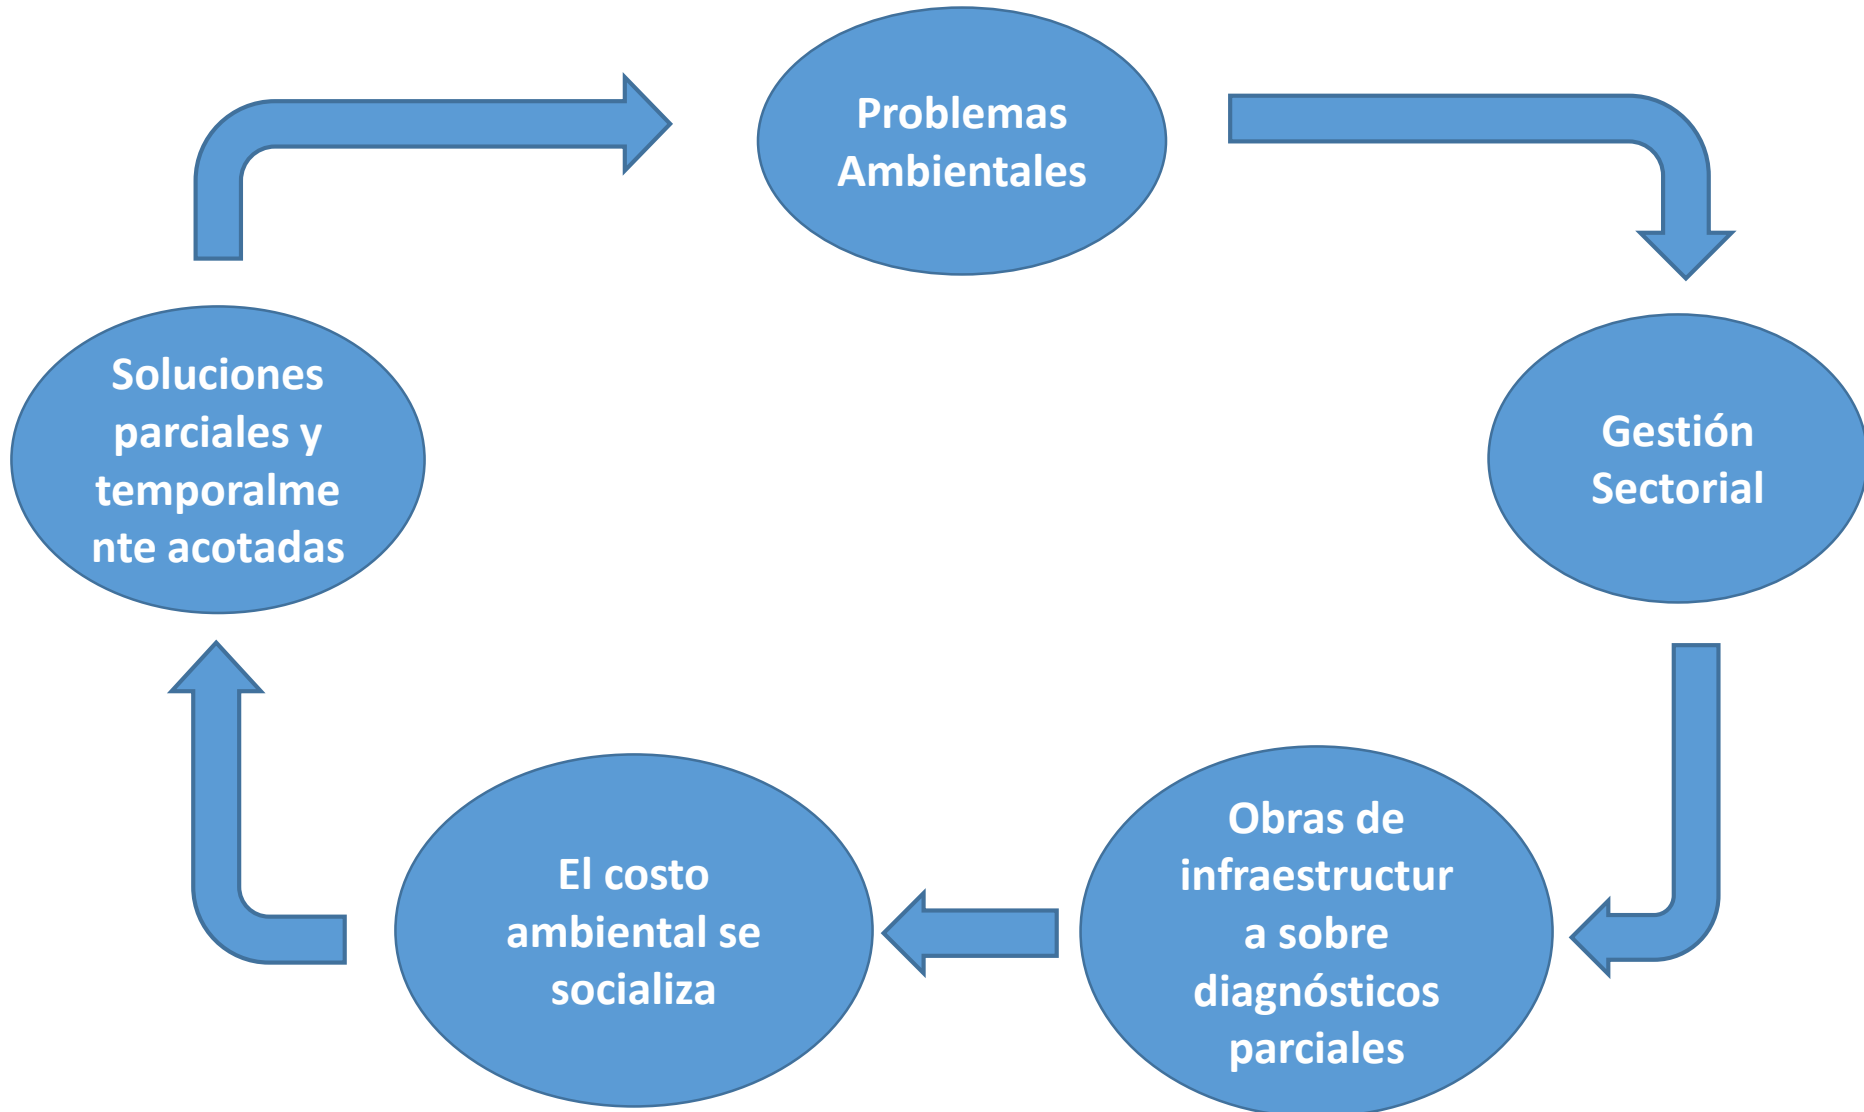 Problemas
Ambientales
Gestión
Sectorial
Obras de
infraestructur
a sobre
diagnósticos
parciales
El costo
ambiental se
socializa
Soluciones
parciales y
temporalme
nte acotadas